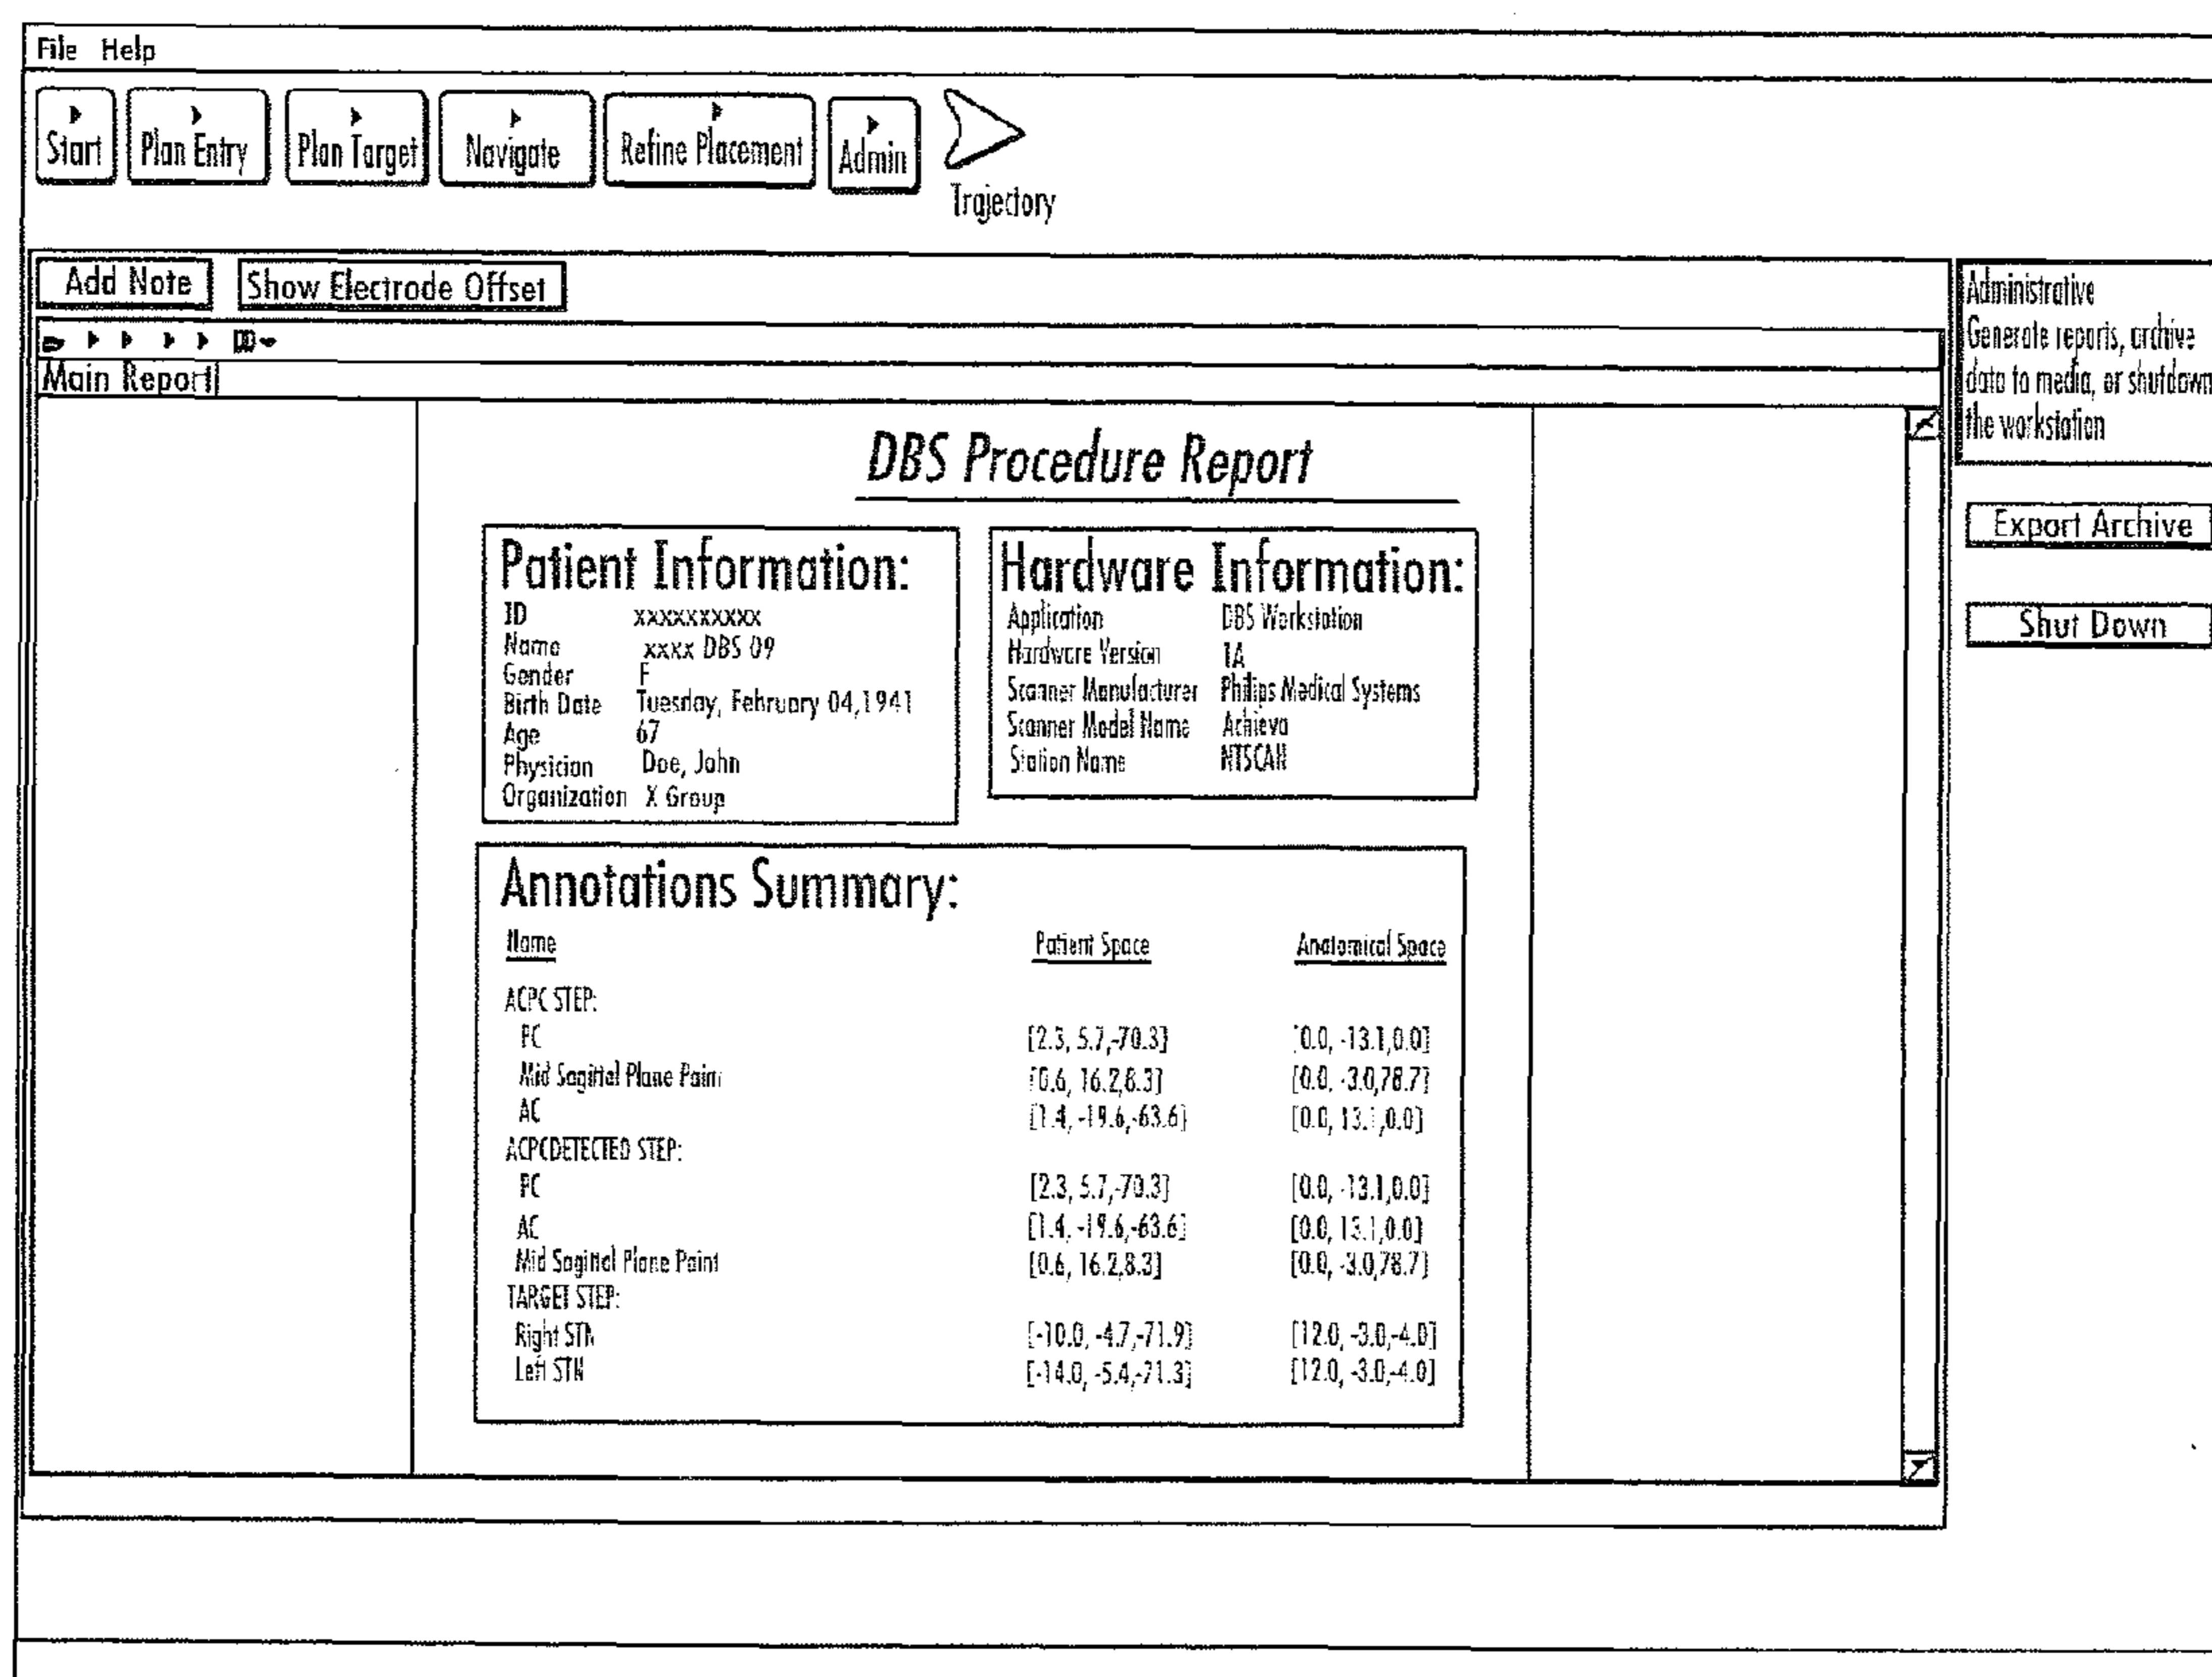 File Help
Start Plan Entry Plan Target Navigate Refine Placement Admin
Trajectory
Add Note Show Electrode Offset
Main Report
Administrative
Generate reports, archive
data to media, or shutdown
the workstation
Export Archive
Shut Down
DBS Procedure Report
Patient Information:
ID xxxxxxxxxx
Name xxxx DBS 09
Gender F
Birth Date Tuesday, February 04,1941
Age 67
Physician Doe, John
Organization X Group
Hardware Information:
Application DBS Workstation
Hardware Version 1A
Scanner Manufacturer Philips Medical Systems
Scanner Model Name Achieva
Station Name NTSCAN
Annotations Summary:
Name Patient Space Anatomical Space
ACPC STEP:
PC [2.3, 5.7,-70.3] [0.0, -13.1,0.0]
Mid Sagittal Plane Point [0.6, 16.2,8.3] [0.0, -3.0,78.7]
AC [1.4, -19.6,-63.6] [0.0, 13.1,0.0]
ACPCDETECTED STEP:
PC [2.3, 5.7,-70.3] [0.0, -13.1,0.0]
AC [1.4, -19.6,-63.6] [0.0, 13.1,0.0]
Mid Sagittal Plane Point [0.6, 16.2,8.3] [0.0, -3.0,78.7]
TARGET STEP:
Right STN [-10.0, -4.7,-71.9] [12.0, -3.0,-4.0]
Left STN [-14.0, -5.4,-71.3] [12.0, -3.0,-4.0]